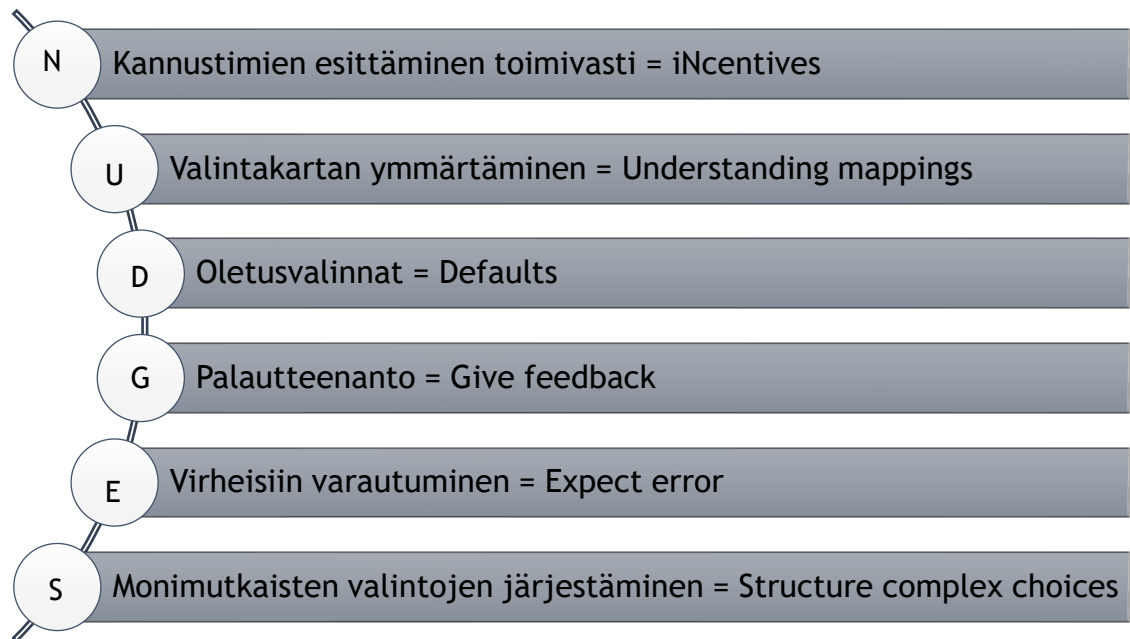 N Kannustimien esittäminen toimivasti = iNcentives
U Valintakartan ymmärtäminen = Understanding mappings
D Oletusvalinnat = Defaults
G Palautteenanto = Give feedback
E Virheisiin varautuminen = Expect error
S Monimutkaisten valintojen järjestäminen = Structure complex choices